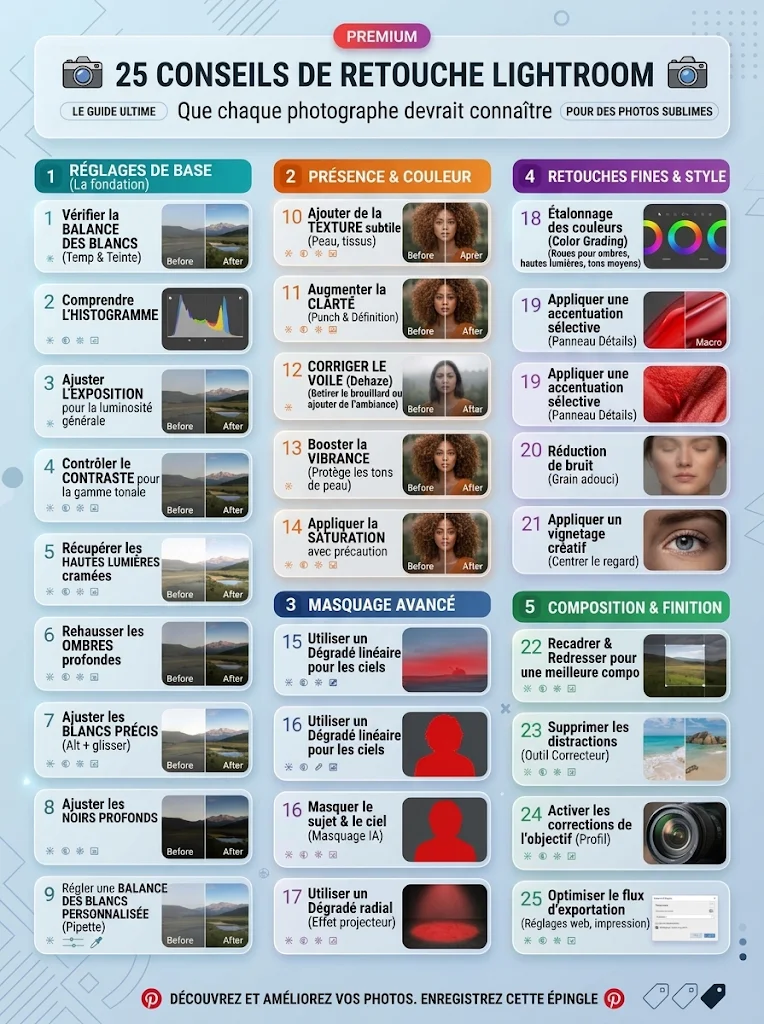 PREMIUM
25 CONSEILS DE RETOUCHE LIGHTROOM
LE GUIDE ULTIME
Que chaque photographe devrait connaître
POUR DES PHOTOS SUBLIMES
1 RÉGLAGES DE BASE
(La fondation)
1 Vérifier la
BALANCE
DES BLANCS
(Temp & Teinte)
Before After
2 Comprendre
L'HISTOGRAMME
3 Ajuster
L'EXPOSITION
pour la luminosité
générale
Before After
4 Contrôler le
CONTRASTE pour
la gamme tonale
Before After
5 Récupérer les
HAUTES LUMIÈRES
cramées
Before After
6 Rehausser les
OMBRES
profondes
Before After
7 Ajuster les
BLANCS PRÉCIS
(Alt + glisser)
Before After
8 Ajuster les
NOIRS PROFONDS
Before After
9 Régler une BALANCE
DES BLANCS
PERSONNALISÉE
(Pipette)
Before After
2 PRÉSENCE & COULEUR
10 Ajouter de la
TEXTURE subtile
(Peau, tissus)
Before Aprer
11 Augmenter la
CLARTÉ
(Punch & Définition)
Before After
12 CORRIGER LE
VOILE (Dehaze)
(Betirer le brouillard ou
ajouter de l'ambiance)
Before After
13 Booster la
VIBRANCE
(Protège les tons
de peau)
Before After
14 Appliquer la
SATURATION
avec précaution
Before After
3 MASQUAGE AVANCÉ
15 Utiliser un
Dégradé linéaire
pour les ciels
16 Utiliser un
Dégradé linéaire
pour les ciels
16 Masquer le
sujet & le ciel
(Masquage IA)
17 Utiliser un
Dégradé radial
(Effet projecteur)
4 RETOUCHES FINES & STYLE
18 Étalonnage
des couleurs
(Color Grading)
(Roues pour ombres,
hautes lumières, tons moyens)
19 Appliquer une
accentuation
sélective
(Panneau Détails)
Macro
19 Appliquer une
accentuation
sélective
(Panneau Détails)
20 Réduction
de bruit
(Grain adouci)
21 Appliquer un
vignetage
créatif
(Centrer le regard)
5 COMPOSITION & FINITION
22 Recadrer &
Redresser pour
une meilleure compo
23 Supprimer les
distractions
(Outil Correcteur)
24 Activer les
corrections de
l'objectif (Profil)
25 Optimiser le flux
d'exportation
(Réglages web, impression)
DÉCOUVREZ ET AMÉLIOREZ VOS PHOTOS. ENREGISTREZ CETTE ÉPINGLE